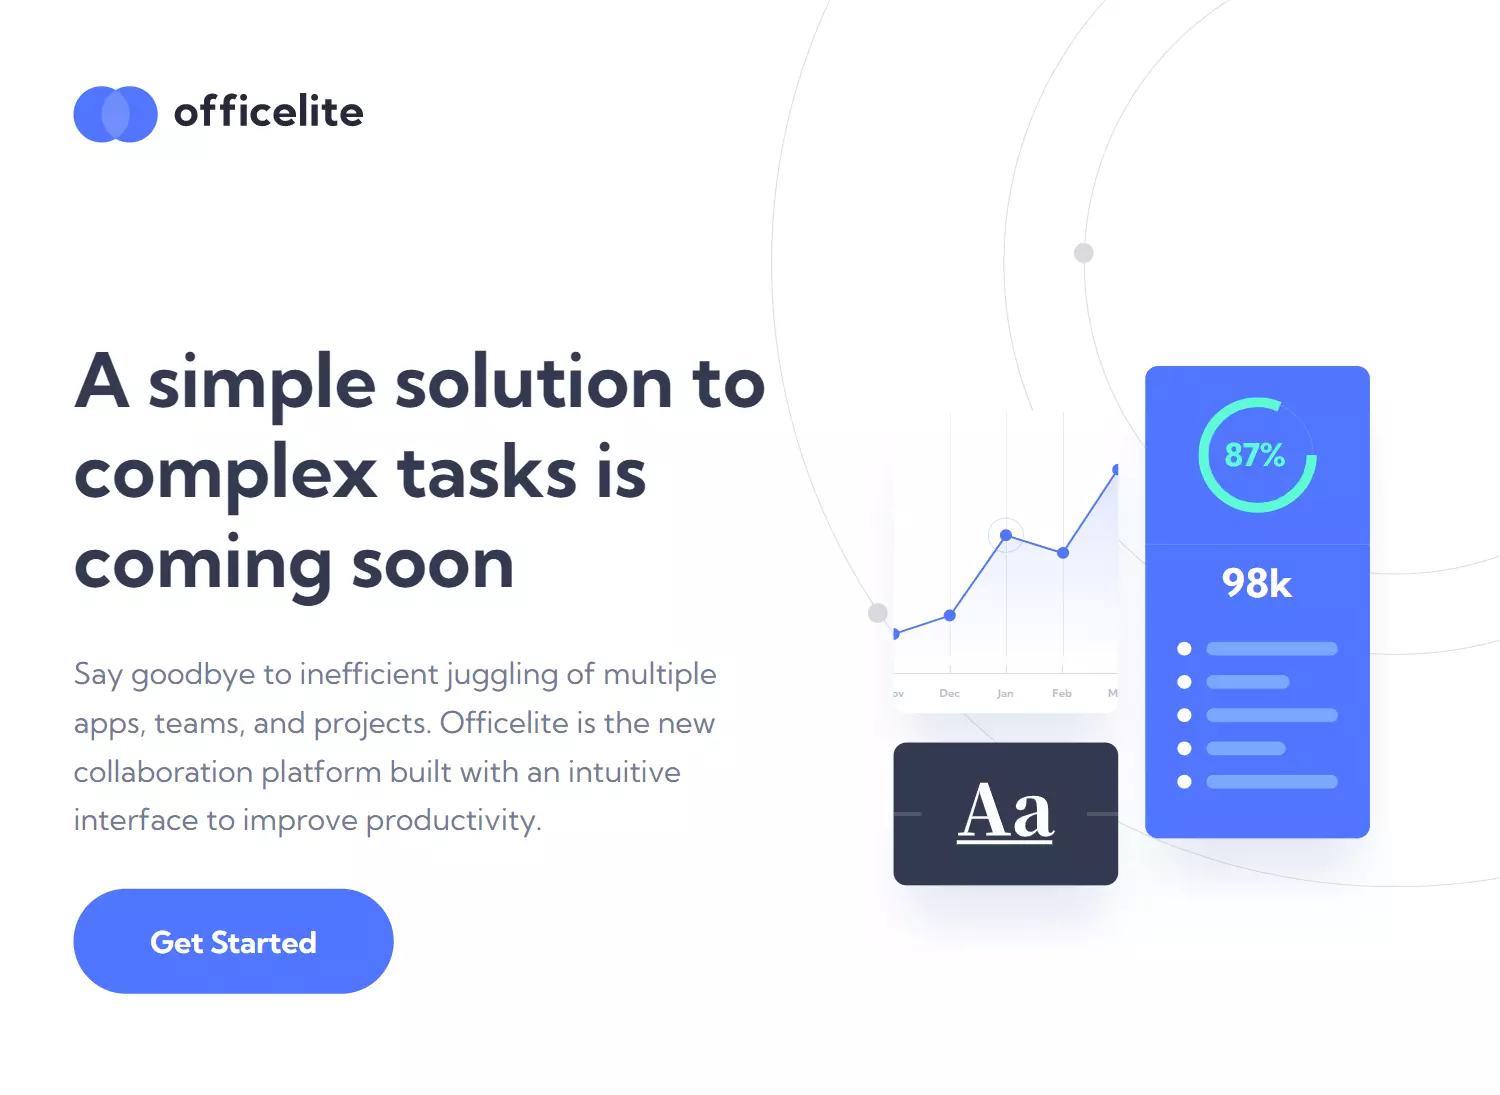 officelite
A simple solution to
complex tasks is
coming soon
Say goodbye to inefficient juggling of multiple
apps, teams, and projects. Officelite is the new
collaboration platform built with an intuitive
interface to improve productivity.
Get Started
ov Dec Jan Feb M
Aa
87%
98k